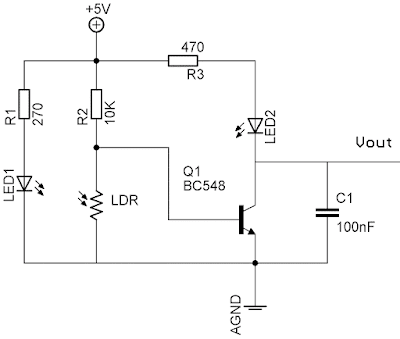 +5V
470
R3
R1
270
R2
10K
LED2
Vout
LED1
LDR
Q1
BC548
C1
100nF
AGND